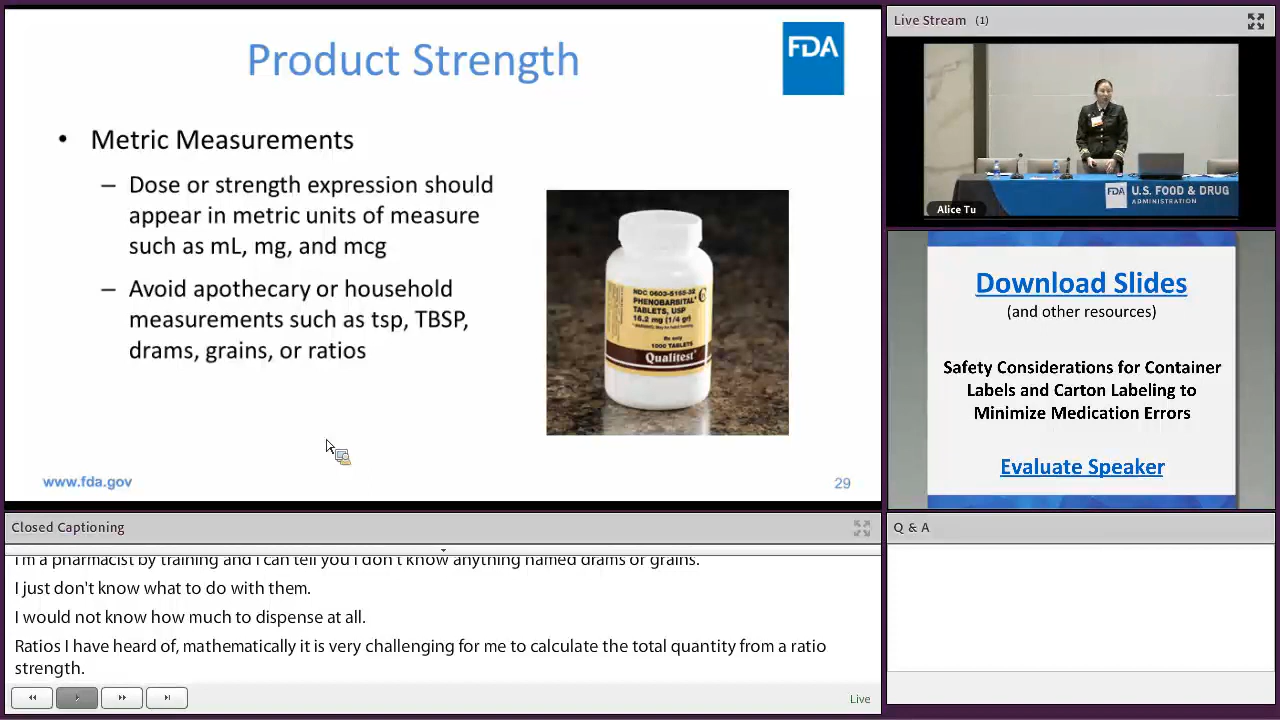 Product Strength
FDA
• Metric Measurements
– Dose or strength expression should
appear in metric units of measure
such as mL, mg, and mcg
– Avoid apothecary or household
measurements such as tsp, TBSP,
drams, grains, or ratios
NDC 0603-5165-32
PHENOBARBITAL
TABLETS, USP
16.2 mg (1/4 gr)
Rx only
1000 TABLETS
Qualitest
www.fda.gov
29
Live Stream (1)
FDA U.S. FOOD & DRUG
ADMINISTRATION
Alice Tu
Download Slides
(and other resources)
Safety Considerations for Container
Labels and Carton Labeling to
Minimize Medication Errors
Evaluate Speaker
Closed Captioning
I'm a pharmacist by training and I can tell you I don't know anything named drams or grains.
I just don't know what to do with them.
I would not know how much to dispense at all.
Ratios I have heard of, mathematically it is very challenging for me to calculate the total quantity from a ratio
strength.
Live
Q & A